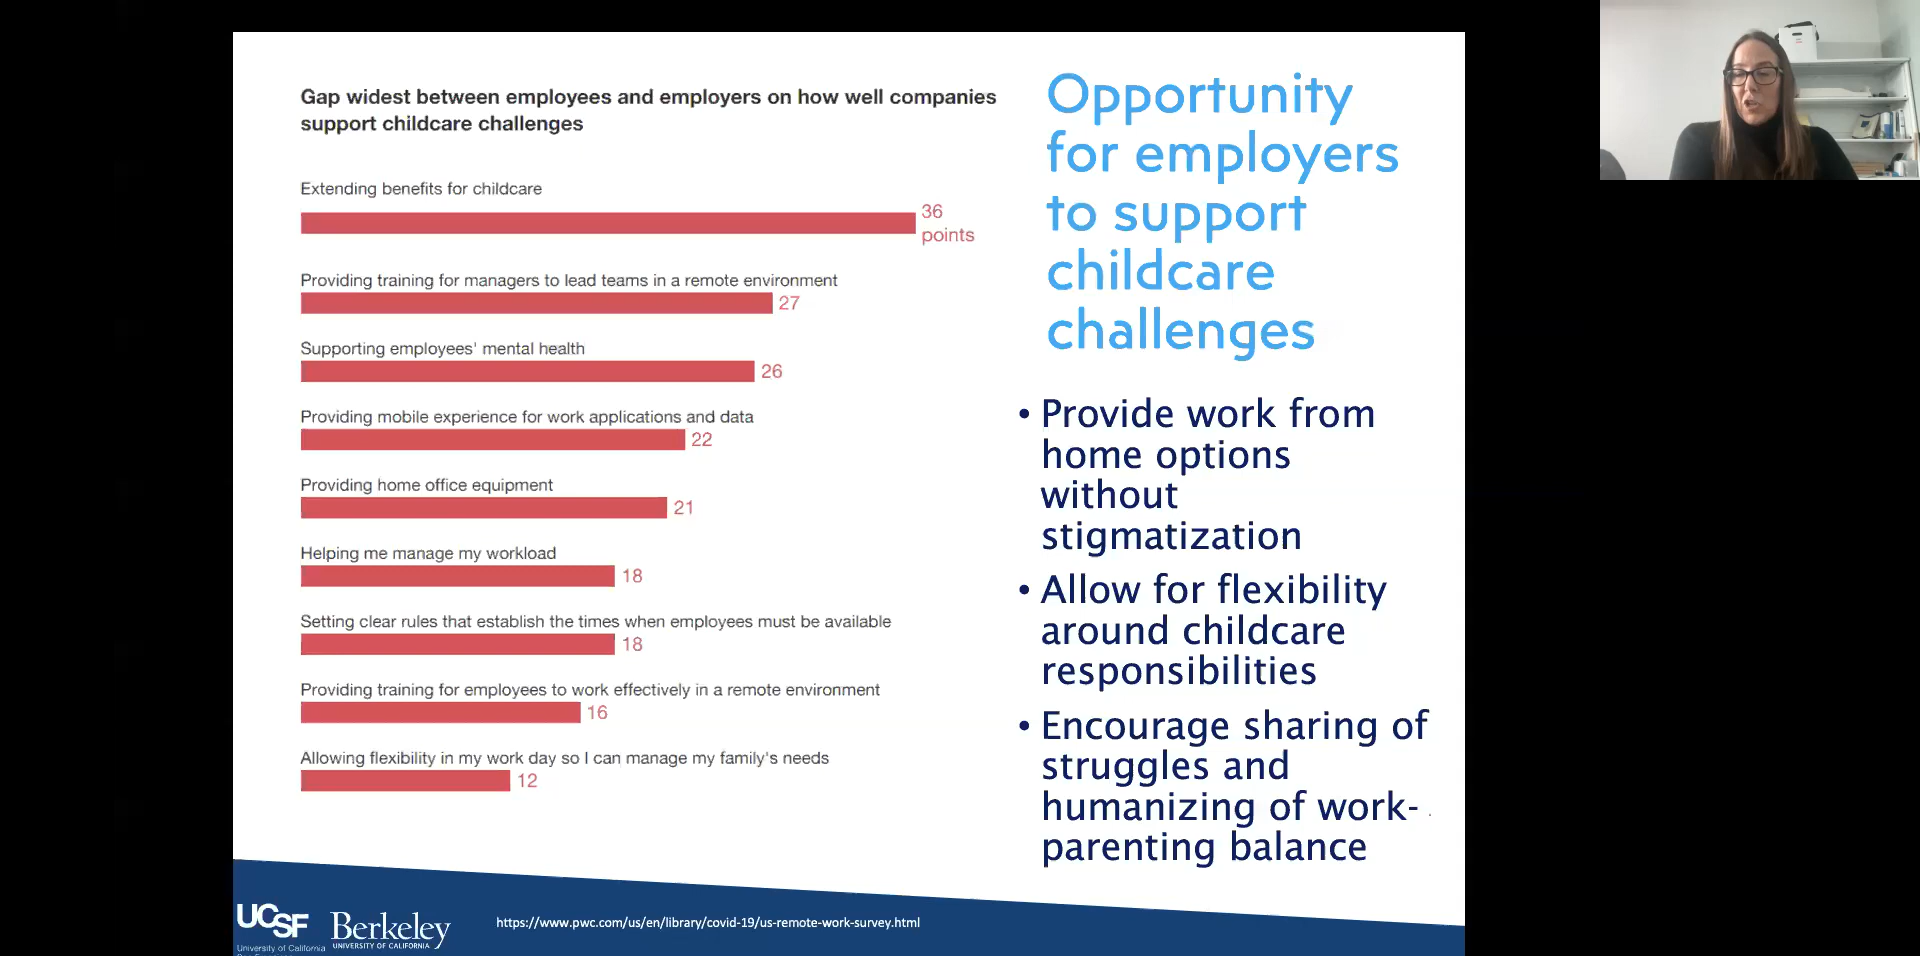 Gap widest between employees and employers on how well companies
support childcare challenges
Extending benefits for childcare
36
points
Providing training for managers to lead teams in a remote environment
27
Supporting employees' mental health
26
Providing mobile experience for work applications and data
22
Providing home office equipment
21
Helping me manage my workload
18
Setting clear rules that establish the times when employees must be available
18
Providing training for employees to work effectively in a remote environment
16
Allowing flexibility in my work day so I can manage my family's needs
12
Opportunity
for employers
to support
childcare
challenges
• Provide work from
home options
without
stigmatization
• Allow for flexibility
around childcare
responsibilities
• Encourage sharing of
struggles and
humanizing of work-
parenting balance
UCSF
University of California
Berkeley
UNIVERSITY OF CALIFORNIA
https://www.pwc.com/us/en/library/covid-19/us-remote-work-survey.html